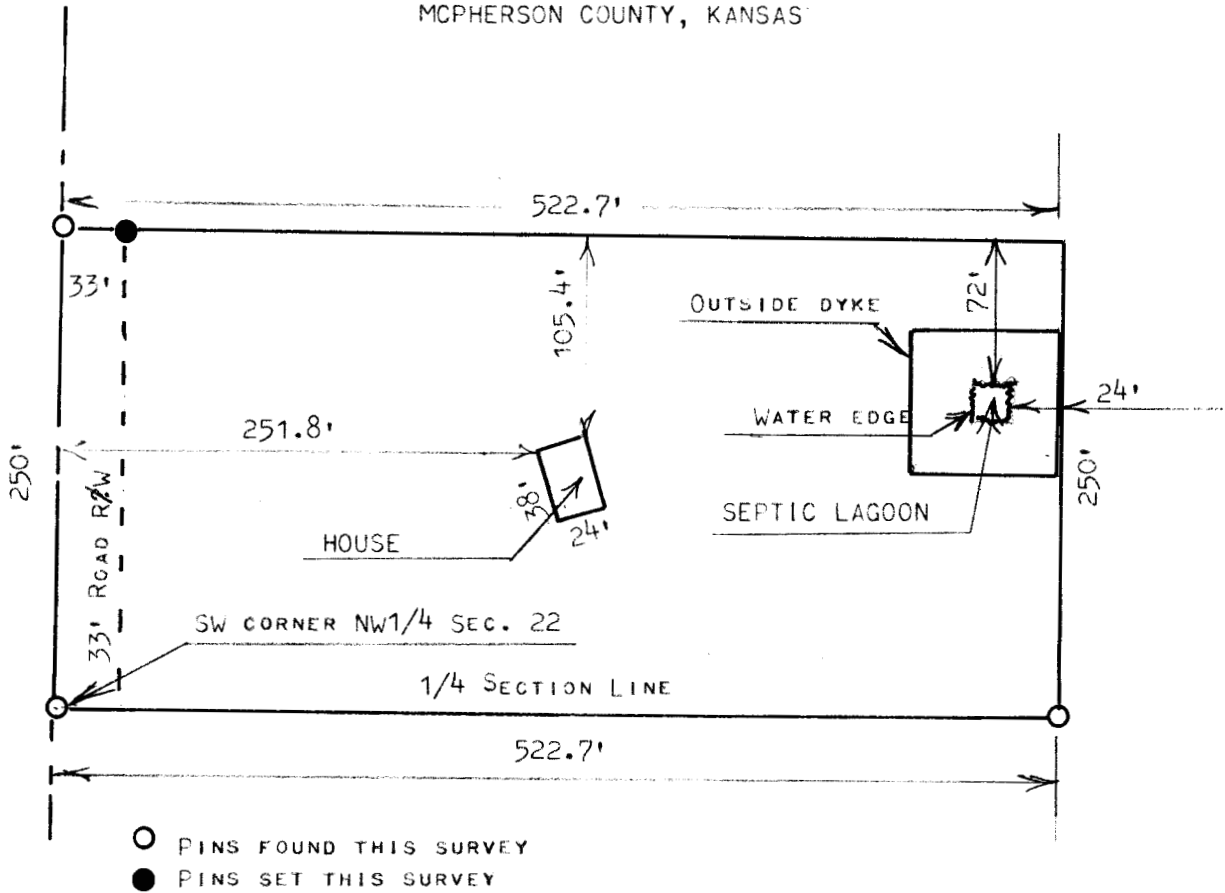 MCPHERSON COUNTY, KANSAS
522.7'
33'
105.4'
OUTSIDE DYKE
72'
WATER EDGE
24'
251.8'
250'
38'
24'
HOUSE
SEPTIC LAGOON
250'
33' ROAD R/W
SW CORNER NW1/4 SEC. 22
1/4 SECTION LINE
522.7'
PINS FOUND THIS SURVEY
PINS SET THIS SURVEY